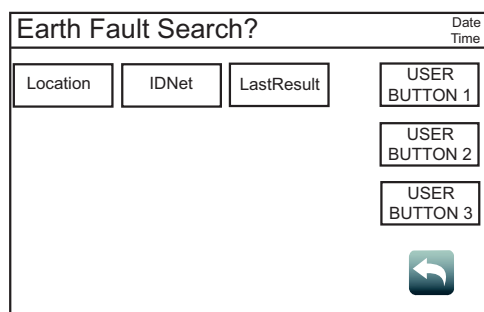 Earth Fault Search?
Date
Time
Location
IDNet
LastResult
USER
BUTTON 1
USER
BUTTON 2
USER
BUTTON 3